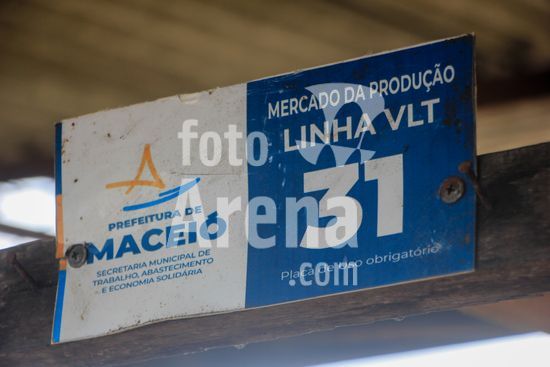 PREFEITURA DE
MACEIÓ
SECRETARIA MUNICIPAL DE
TRABALHO, ABASTECIMENTO
E ECONOMIA SOLIDÁRIA
MERCADO DA PRODUÇÃO
LINHA VLT
31
Placa de uso obrigatório
foto
Arena
.com